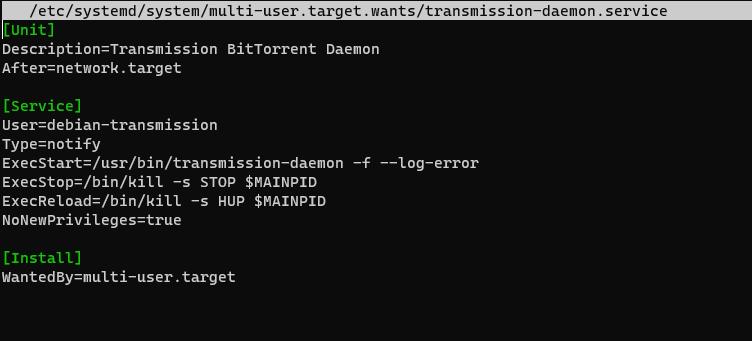 /etc/systemd/system/multi-user.target.wants/transmission-daemon.service
[Unit]
Description=Transmission BitTorrent Daemon
After=network.target
[Service]
User=debian-transmission
Type=notify
ExecStart=/usr/bin/transmission-daemon -f --log-error
ExecStop=/bin/kill -s STOP $MAINPID
ExecReload=/bin/kill -s HUP $MAINPID
NoNewPrivileges=true
[Install]
WantedBy=multi-user.target